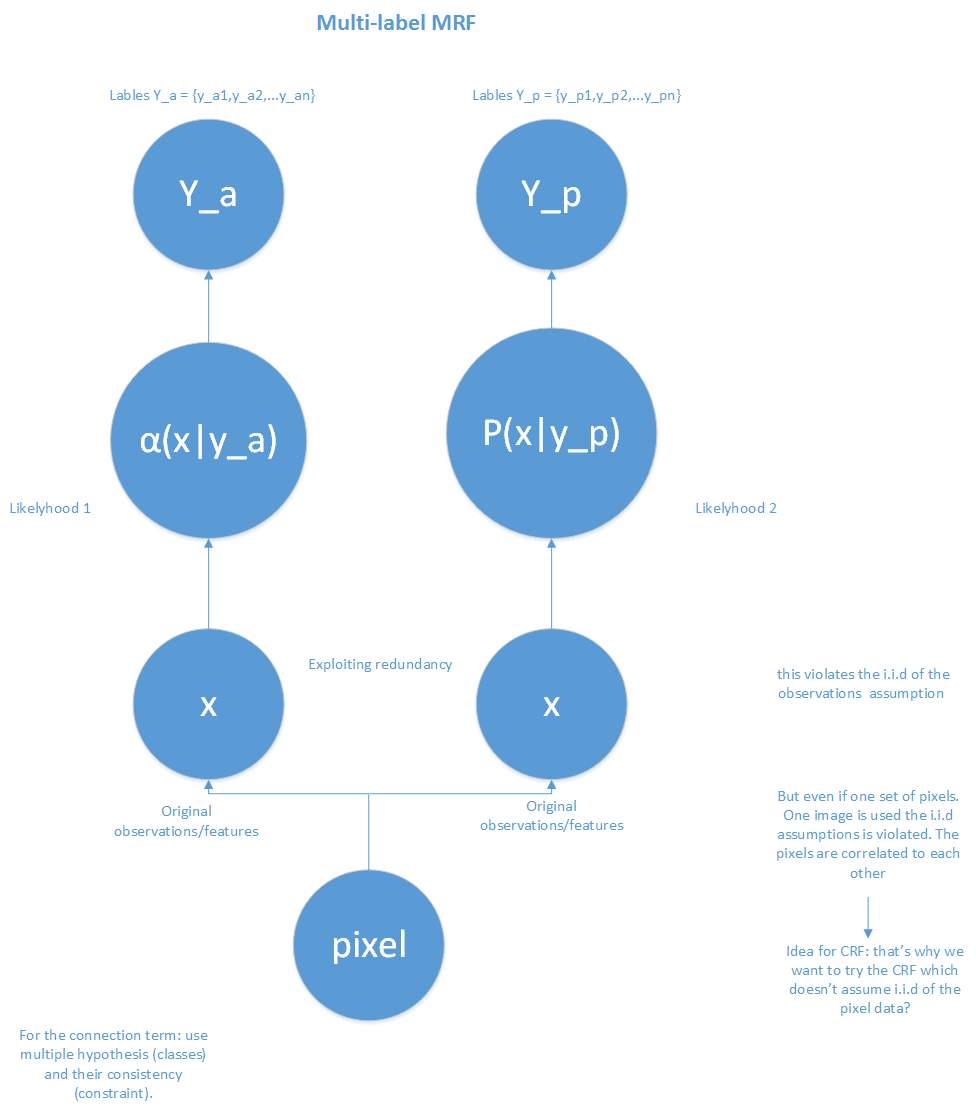 Multi-label MRF
Lables Y_a = {y_a1,y_a2,...y_an}
Lables Y_p = {y_p1,y_p2,...y_pn}
Y_a
Y_p
α(x|y_a)
P(x|y_p)
Likelyhood 1
Likelyhood 2
Exploiting redundancy
x
x
this violates the i.i.d of the
observations assumption
Original
observations/features
Original
observations/features
But even if one set of pixels.
One image is used the i.i.d
assumptions is violated. The
pixels are correlated to each
other
pixel
Idea for CRF: that’s why we
want to try the CRF which
doesn’t assume i.i.d of the
pixel data?
For the connection term: use
multiple hypothesis (classes)
and their consistency
(constraint).